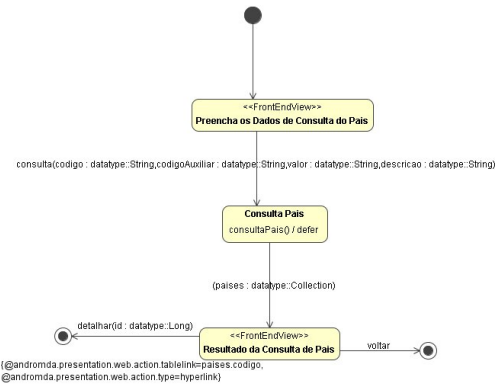 <<FrontEndView>>
Preencha os Dados de Consulta do Pais
consulta(codigo : datatype::String,codigoAuxiliar : datatype::String,valor : datatype::String,descricao : datatype::String)
Consulta Pais
consultaPais() / defer
(paises : datatype::Collection)
detalhar(id : datatype::Long)
<<FrontEndView>>
Resultado da Consulta de Pais
voltar
{@andromda.presentation.web.action.tablelink=paises.codigo,
@andromda.presentation.web.action.type=hyperlink}